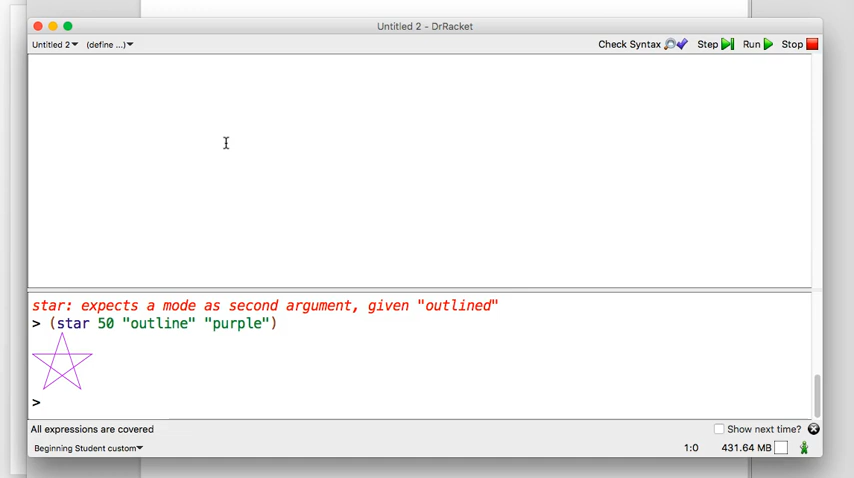 Untitled 2 - DrRacket
Untitled 2 (define ...) Check Syntax Step Run Stop
star: expects a mode as second argument, given "outlined"
> (star 50 "outline" "purple")
>
All expressions are covered Show next time?
Beginning Student custom 1:0 431.64 MB